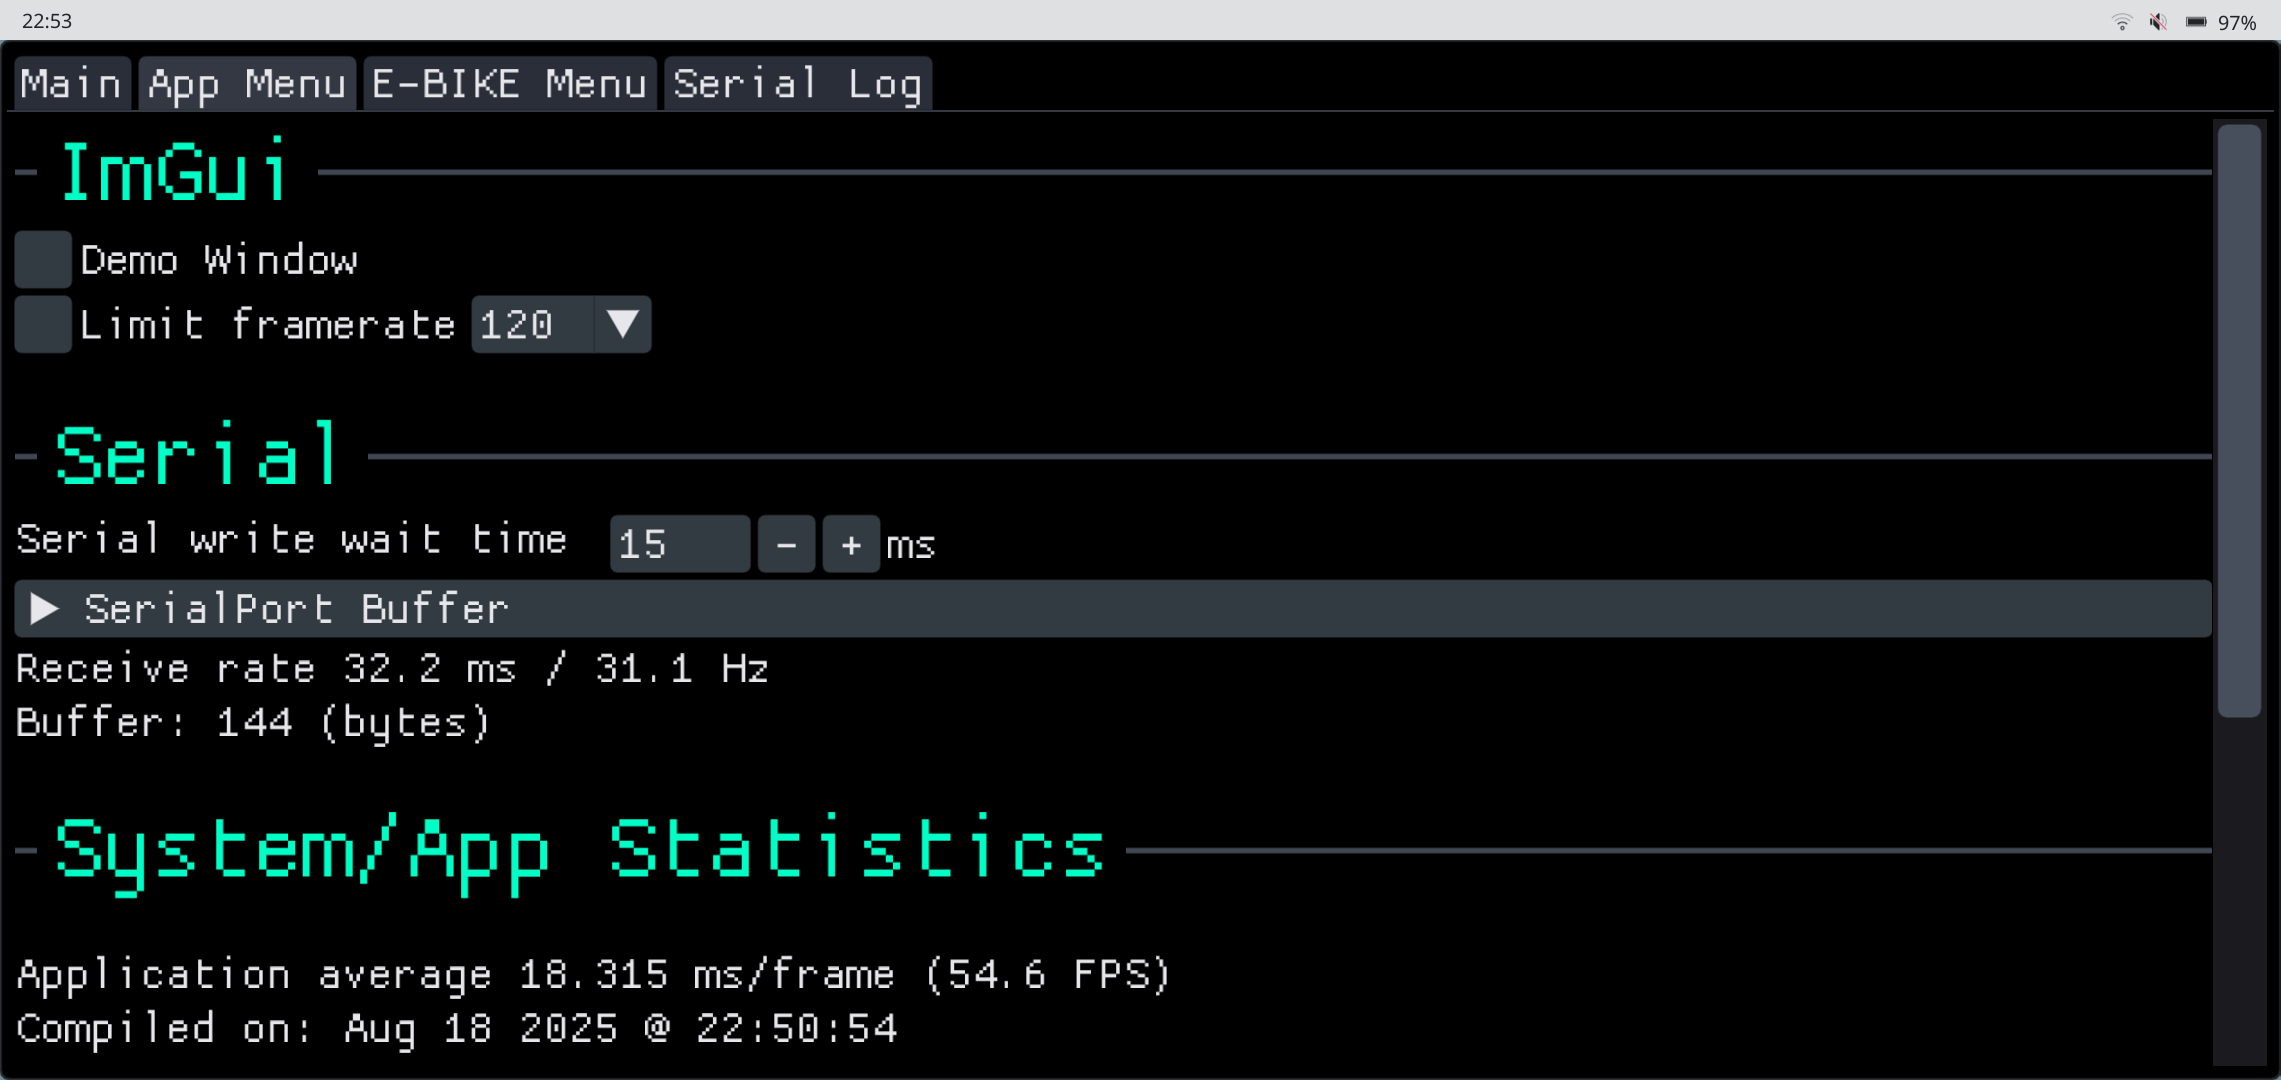 22:53
97%
Main App Menu E-BIKE Menu Serial Log
ImGui
Demo Window
Limit framerate 120
Serial
Serial write wait time 15 - + ms
SerialPort Buffer
Receive rate 32.2 ms / 31.1 Hz
Buffer: 144 (bytes)
System/App Statistics
Application average 18.315 ms/frame (54.6 FPS)
Compiled on: Aug 18 2025 @ 22:50:54